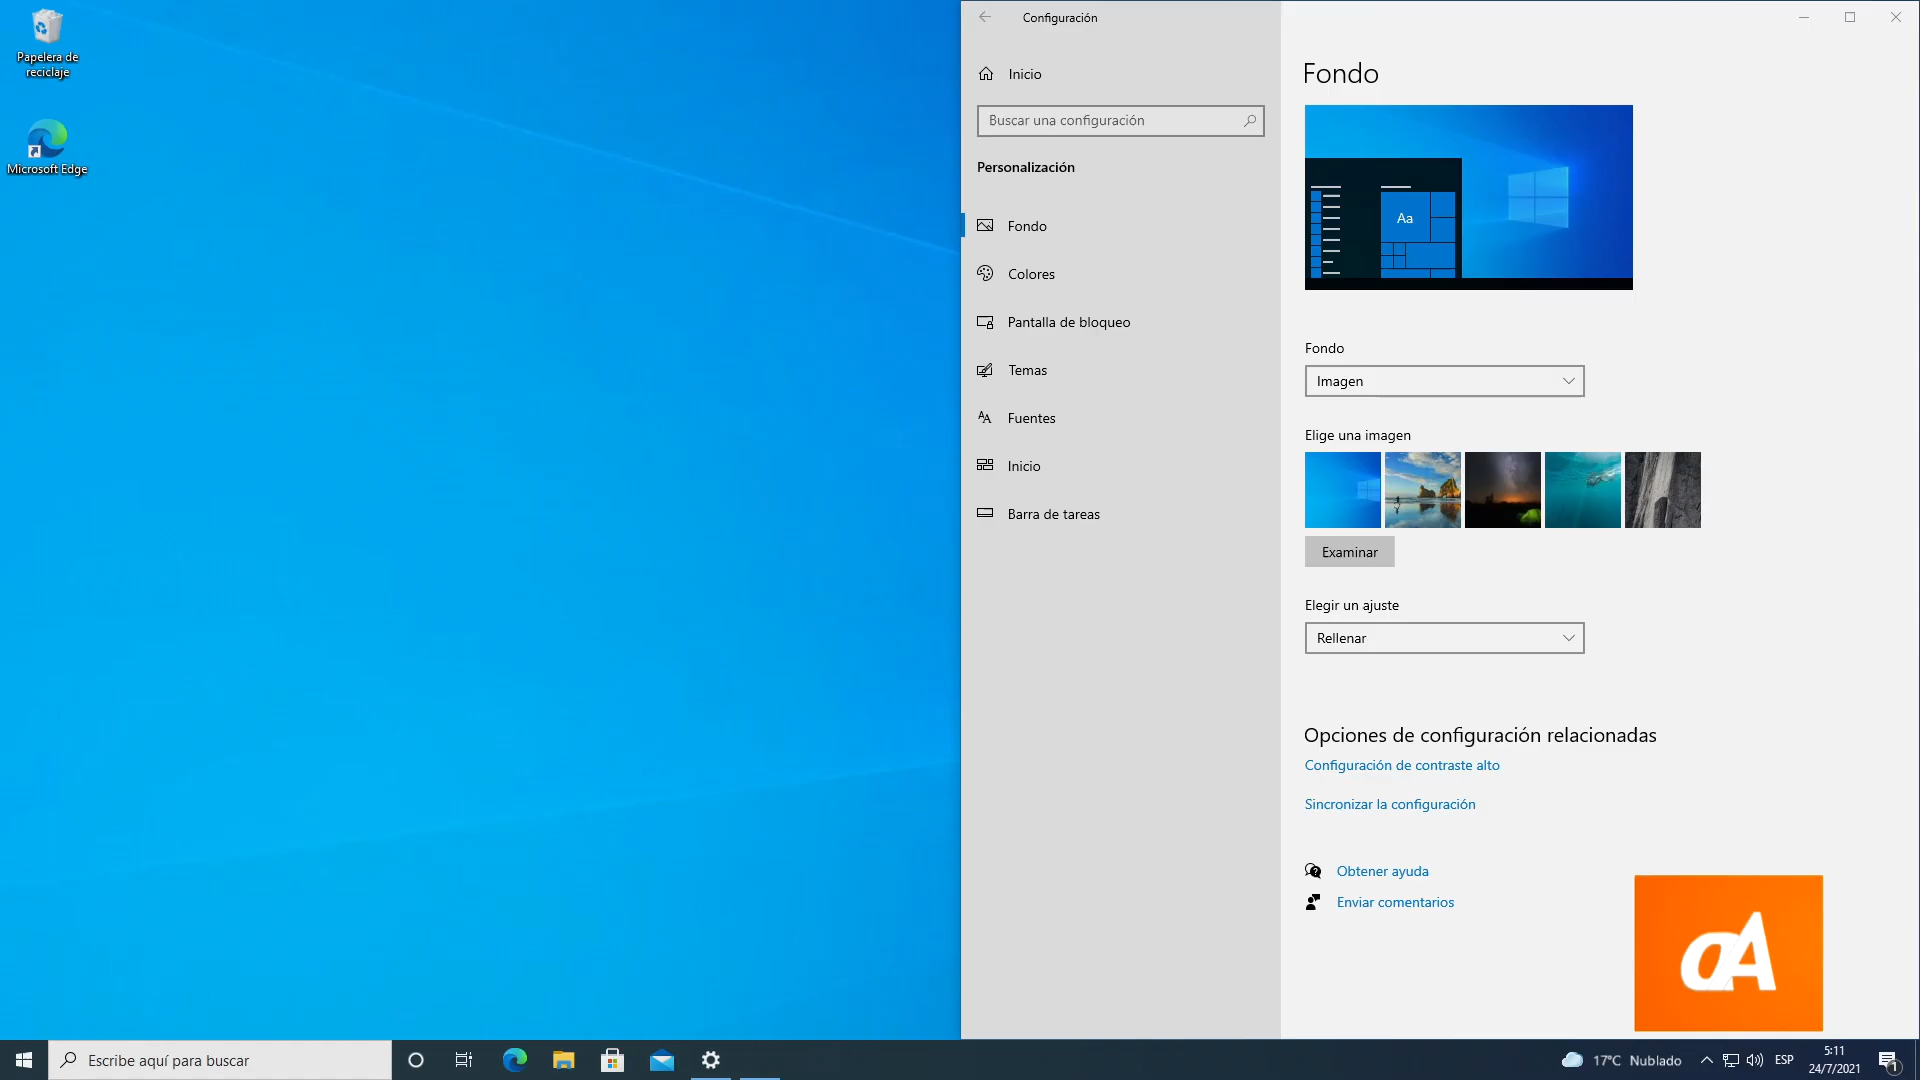 Papelera de
reciclaje
Microsoft Edge
Configuración
Inicio
Buscar una configuración
Personalización
Fondo
Colores
Pantalla de bloqueo
Temas
Fuentes
Inicio
Barra de tareas
Fondo
Aa
Fondo
Imagen
Elige una imagen
Examinar
Elegir un ajuste
Rellenar
Opciones de configuración relacionadas
Configuración de contraste alto
Sincronizar la configuración
Obtener ayuda
Enviar comentarios
aA
Escribe aquí para buscar
17°C Nublado
ESP
5:11
24/7/2021
1